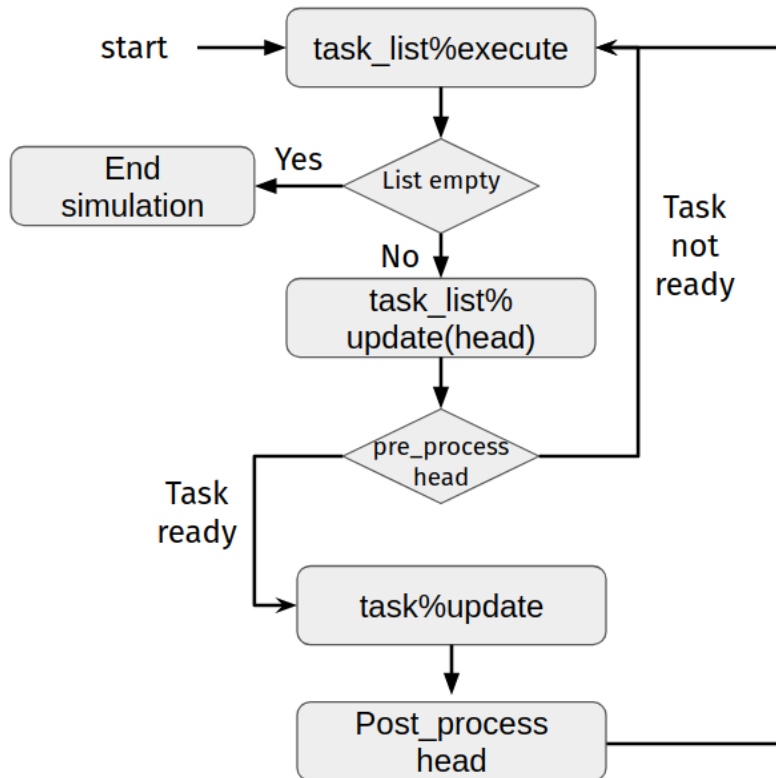 start
task_list%execute
Yes
List empty
End
simulation
No
Task
not
ready
task_list%
update(head)
pre_process
head
Task
ready
task%update
Post_process
head